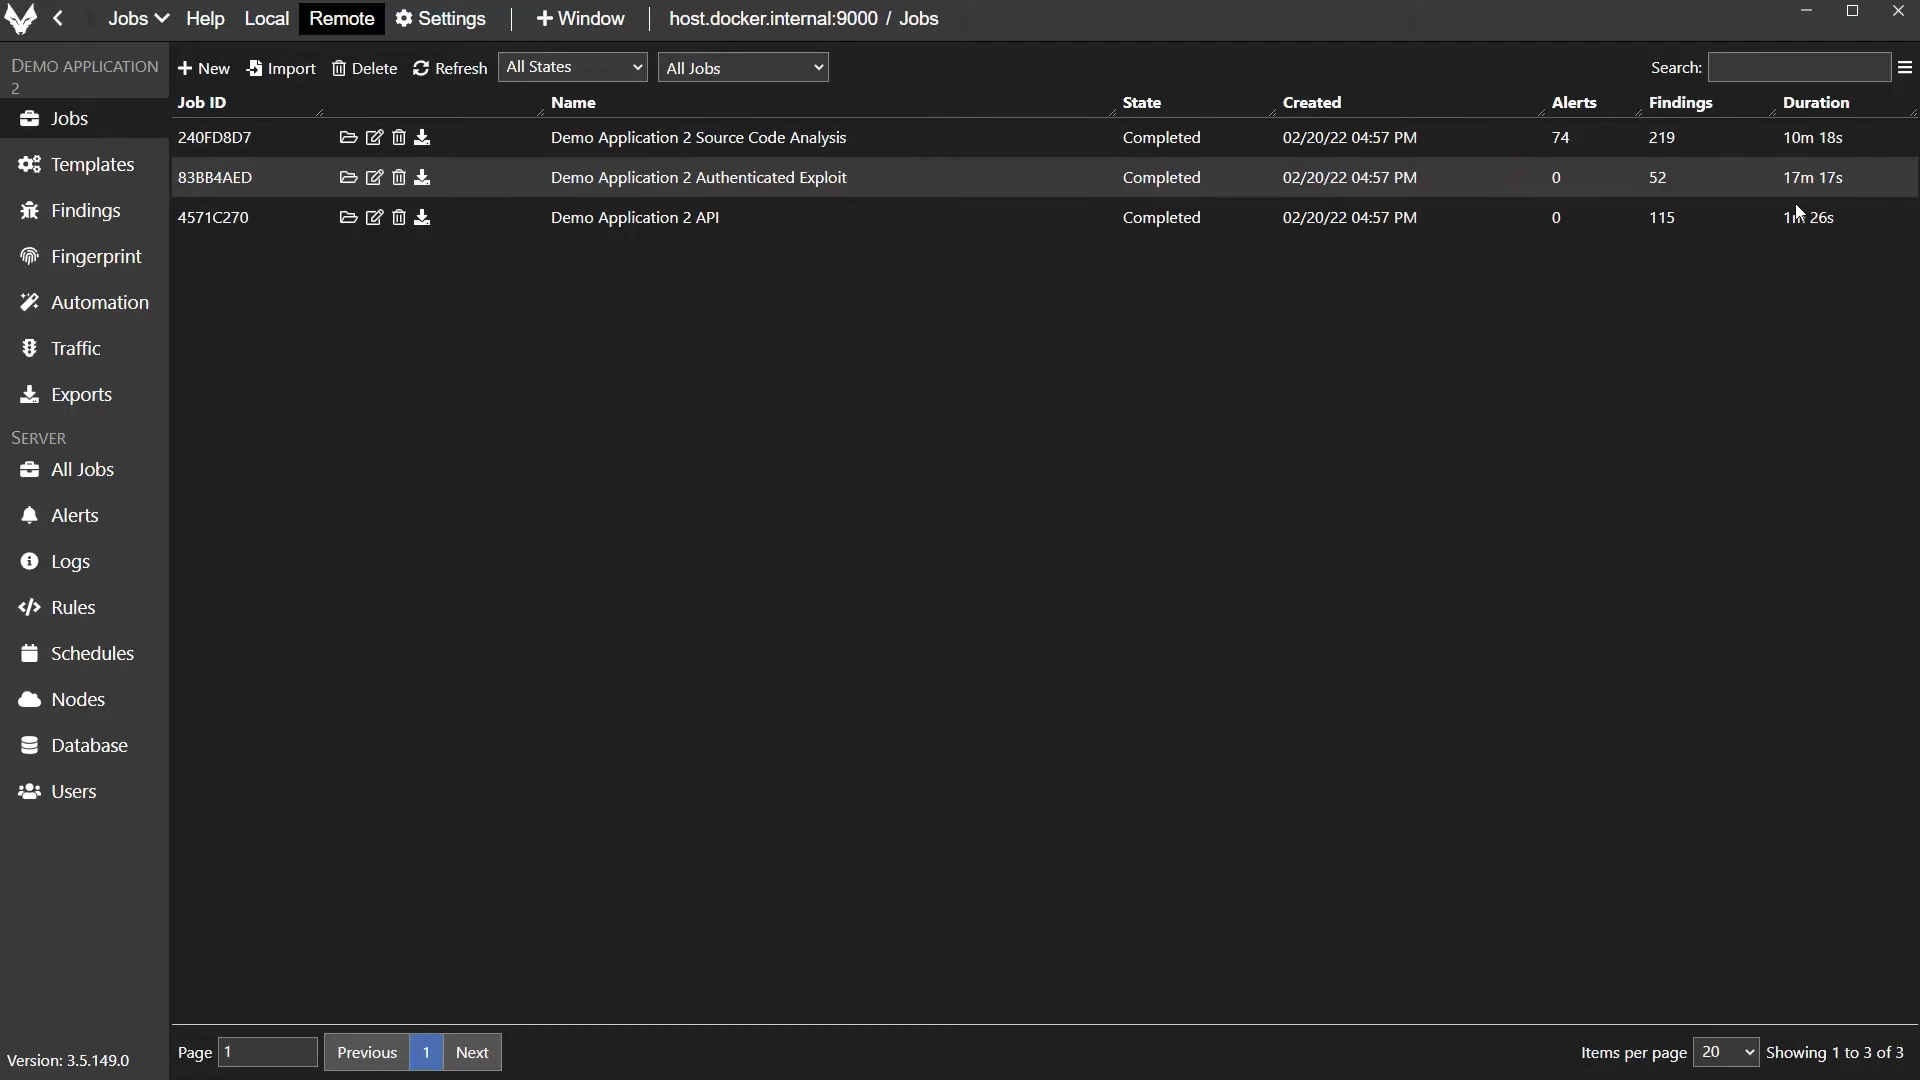 Jobs Help Local Remote Settings + Window host.docker.internal:9000 / Jobs
DEMO APPLICATION
2
+ New Import Delete Refresh All States All Jobs Search:
Job ID Name State Created Alerts Findings Duration
240FD8D7 Demo Application 2 Source Code Analysis Completed 02/20/22 04:57 PM 74 219 10m 18s
83BB4AED Demo Application 2 Authenticated Exploit Completed 02/20/22 04:57 PM 0 52 17m 17s
4571C270 Demo Application 2 API Completed 02/20/22 04:57 PM 0 115 1m 26s
Jobs
Templates
Findings
Fingerprint
Automation
Traffic
Exports
SERVER
All Jobs
Alerts
Logs
Rules
Schedules
Nodes
Database
Users
Version: 3.5.149.0
Page 1 Previous 1 Next Items per page 20 Showing 1 to 3 of 3